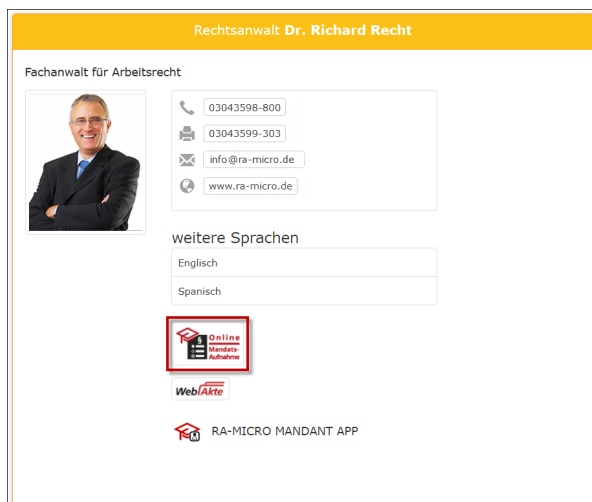 Rechtsanwalt Dr. Richard Recht
Fachanwalt für Arbeitsrecht
03043598-800
03043599-303
info@ra-micro.de
www.ra-micro.de
weitere Sprachen
Englisch
Spanisch
§ Online
Mandats-
Aufnahme
WebAkte
RA-MICRO MANDANT APP